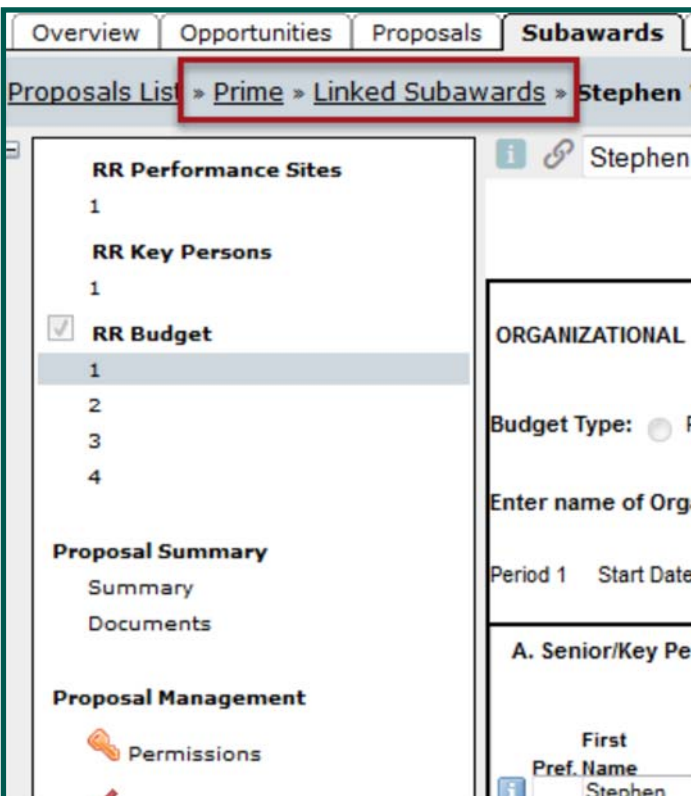 Overview Opportunities Proposals Subawards
Proposals List » Prime » Linked Subawards » Stephen
RR Performance Sites
1
RR Key Persons
1
RR Budget
1
2
3
4
Proposal Summary
Summary
Documents
Proposal Management
Permissions
Stephen
ORGANIZATIONAL
Budget Type:
Enter name of
Period 1 Start Date
A. Senior/Key
First
Pref. Name
Stephen